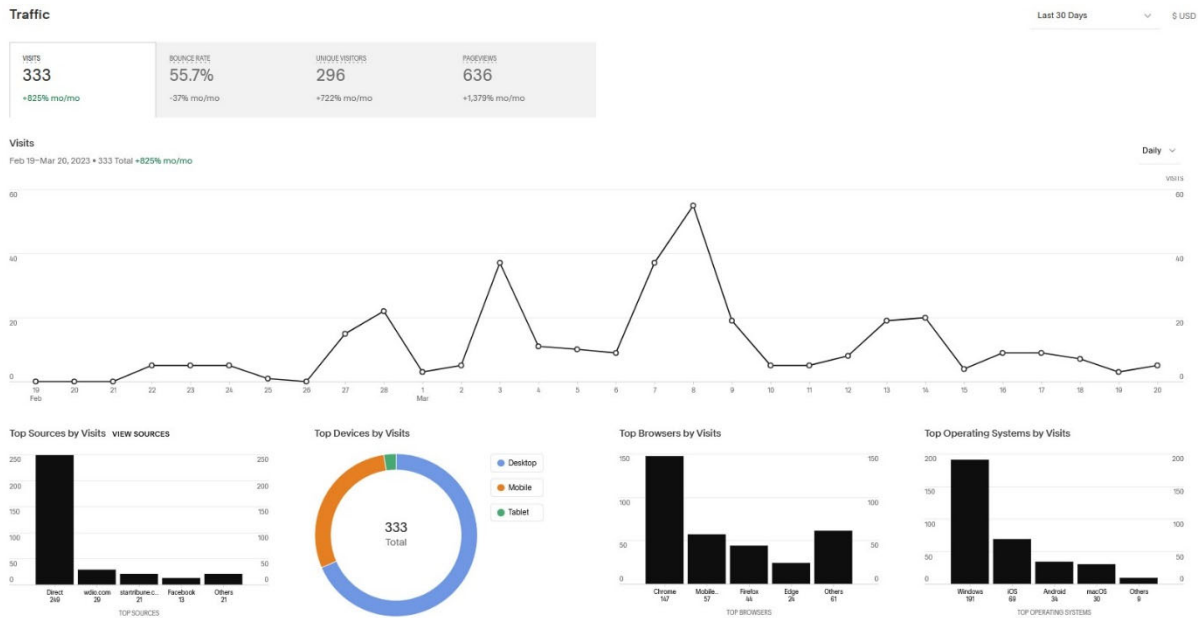 Traffic
Last 30 Days
$ USD
VISITS
333
+825% mo/mo
BOUNCE RATE
55.7%
-37% mo/mo
UNIQUE VISITORS
296
+722% mo/mo
PAGEVIEWS
636
+1,379% mo/mo
Visits
Feb 19–Mar 20, 2023 • 333 Total +825% mo/mo
Daily
VISITS
60 60
40 40
20 20
0 0
19 20 21 22 23 24 25 26 27 28 1 2 3 4 5 6 7 8 9 10 11 12 13 14 15 16 17 18 19 20
Feb Mar
Top Sources by Visits VIEW SOURCES
250 250
200 200
150 150
100 100
50 50
0 0
Direct wdio.com startribune.c.. Facebook Others
249 29 21 13 21
TOP SOURCES
Top Devices by Visits
333
Total
Desktop
Mobile
Tablet
Top Browsers by Visits
150 150
100 100
50 50
0 0
Chrome Mobile.. Firefox Edge Others
147 57 44 24 61
TOP BROWSERS
Top Operating Systems by Visits
200 200
150 150
100 100
50 50
0 0
Windows iOS Android macOS Others
191 69 34 30 9
TOP OPERATING SYSTEMS